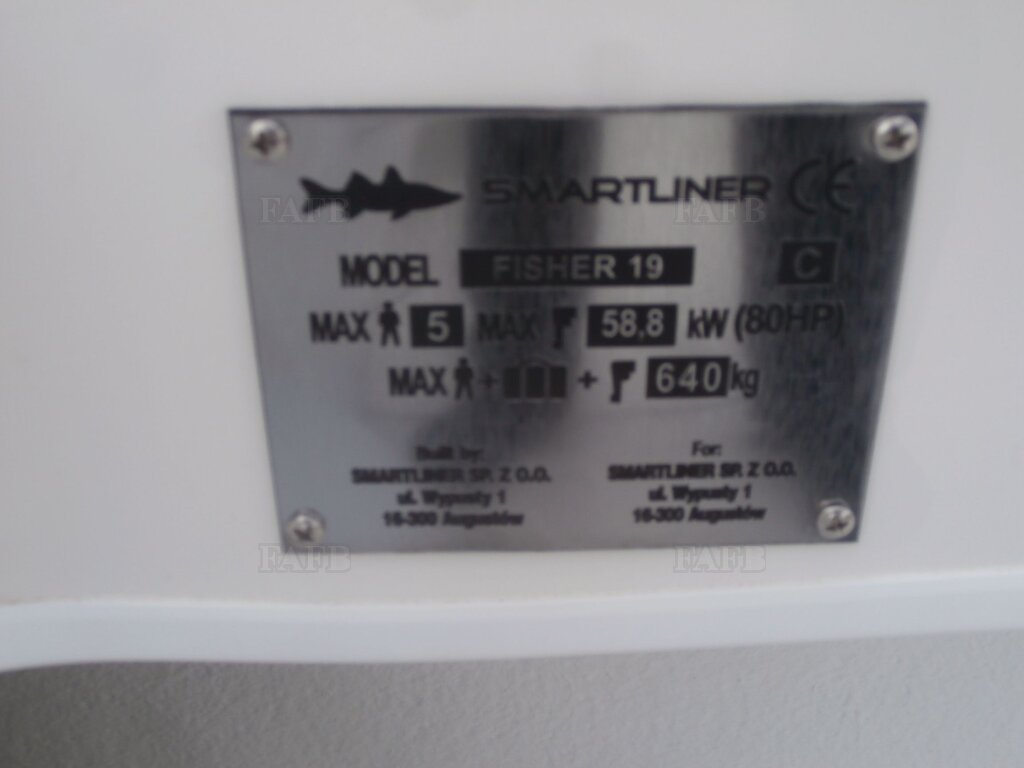 SMARTLINER CE
MODEL FISHER 19 C
MAX 5 MAX 58,8 kW (80HP)
MAX + + 640 kg
Built by:
SMARTLINER SP. Z O.O.
ul. Wypusty 1
16-300 Augustów
For:
SMARTLINER SP. Z O.O.
ul. Wypusty 1
16-300 Augustów
FAFB FAFB
FAFB FAFB